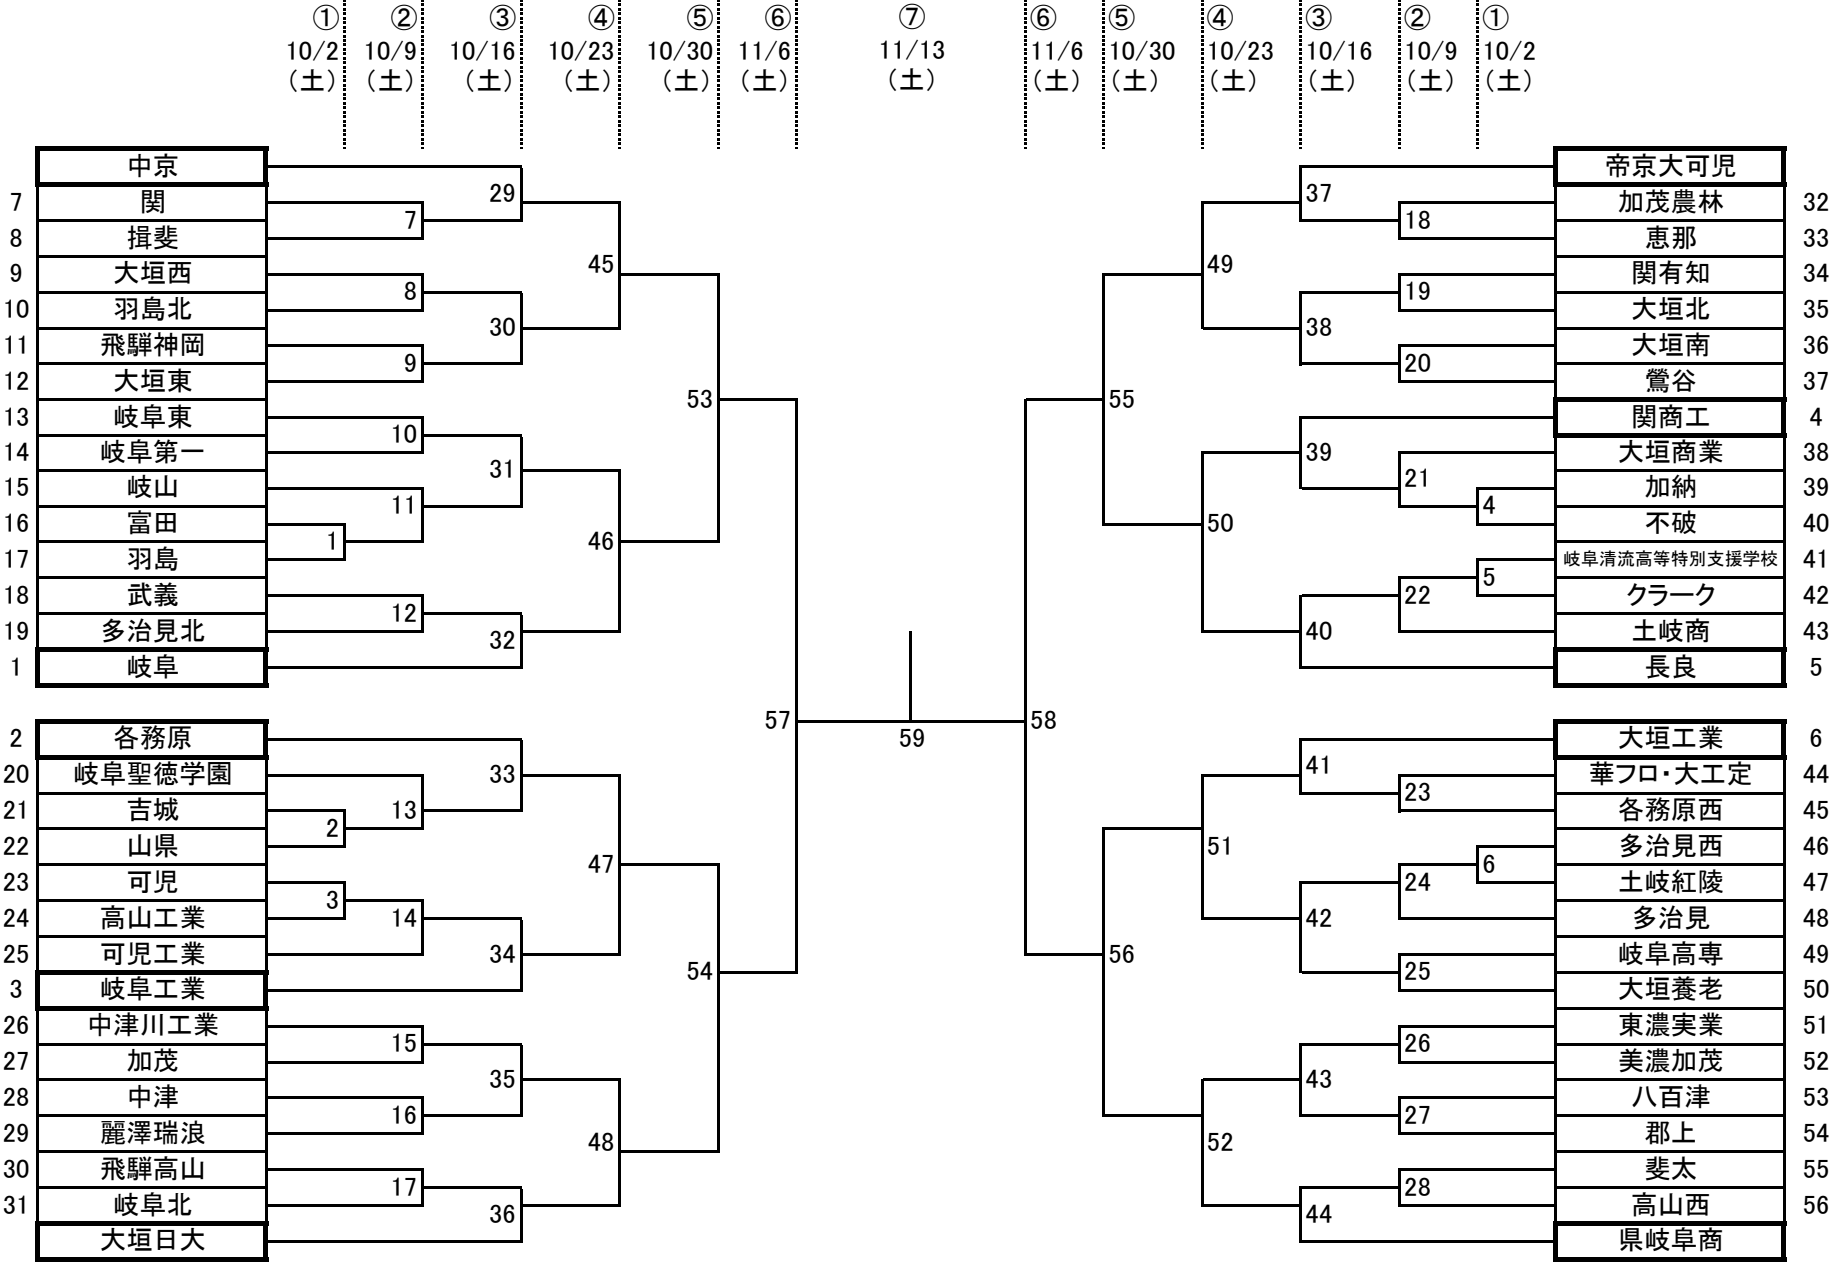 ① ② ③ ④ ⑤ ⑥ ⑦ ⑥ ⑤ ④ ③ ② ①
10/2 10/9 10/16 10/23 10/30 11/6 11/13 11/6 10/30 10/23 10/16 10/9 10/2
（土） （土） （土） （土） （土） （土） （土） （土） （土） （土） （土） （土） （土）
中京
7 関
8 揖斐
9 大垣西
10 羽島北
11 飛騨神岡
12 大垣東
13 岐阜東
14 岐阜第一
15 岐山
16 富田
17 羽島
18 武義
19 多治見北
1 岐阜
2 各務原
20 岐阜聖徳学園
21 吉城
22 山県
23 可児
24 高山工業
25 可児工業
3 岐阜工業
26 中津川工業
27 加茂
28 中津
29 麗澤瑞浪
30 飛騨高山
31 岐阜北
大垣日大
1
2
3
7
8
9
10
11
12
13
14
15
16
17
29
30
31
32
33
34
35
36
45
46
47
48
53
54
57
59
58
55
56
49
50
51
52
37
38
39
40
41
42
43
44
18
19
20
21
22
23
24
25
26
27
28
4
5
6
帝京大可児
加茂農林 32
恵那 33
関有知 34
大垣北 35
大垣南 36
鶯谷 37
関商工 4
大垣商業 38
加納 39
不破 40
岐阜清流高等特別支援学校 41
クラーク 42
土岐商 43
長良 5
大垣工業 6
華フロ・大工定 44
各務原西 45
多治見西 46
土岐紅陵 47
多治見 48
岐阜高専 49
大垣養老 50
東濃実業 51
美濃加茂 52
八百津 53
郡上 54
斐太 55
高山西 56
県岐阜商